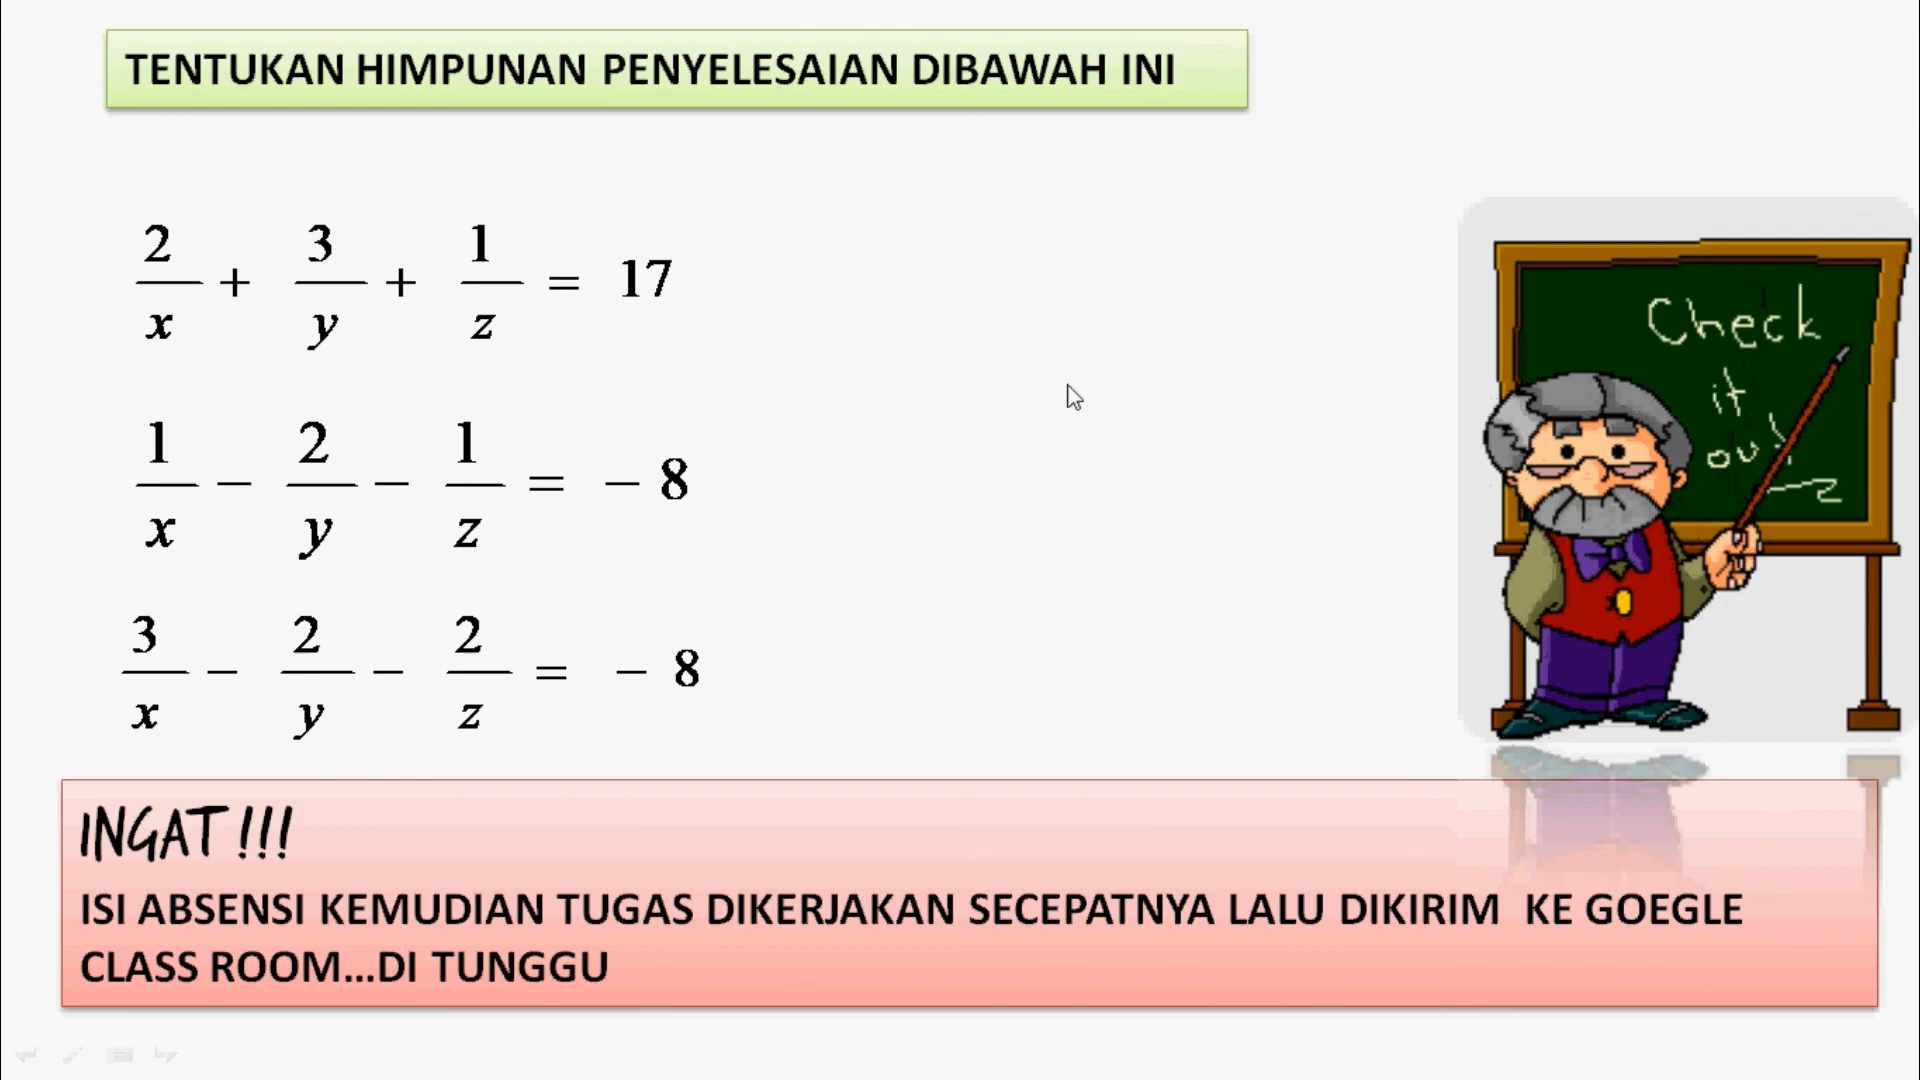 TENTUKAN HIMPUNAN PENYELESAIAN DIBAWAH INI
2/x + 3/y + 1/z = 17
1/x − 2/y − 1/z = − 8
3/x − 2/y − 2/z = − 8
Check
it
out
INGAT!!!
ISI ABSENSI KEMUDIAN TUGAS DIKERJAKAN SECEPATNYA LALU DIKIRIM KE GOEGLE
CLASS ROOM...DI TUNGGU